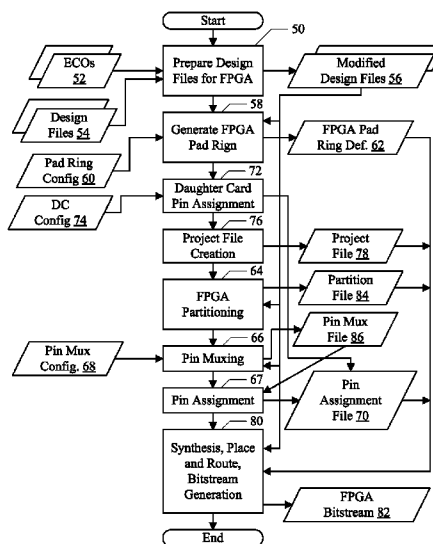 Start
50
ECOs
52
Prepare Design
Files for FPGA
Modified
Design Files 56
58
Design
Files 54
Generate FPGA
Pad Rign
FPGA Pad
Ring Def. 62
Pad Ring
Config 60
72
DC
Config 74
Daughter Card
Pin Assignment
76
Project File
Creation
Project
File 78
64
FPGA
Partitioning
Partition
File 84
66
Pin Mux
File 86
Pin Mux
Config. 68
Pin Muxing
67
Pin Assignment
Pin
Assignment
File 70
80
Synthesis, Place
and Route,
Bitstream
Generation
FPGA
Bitstream 82
End